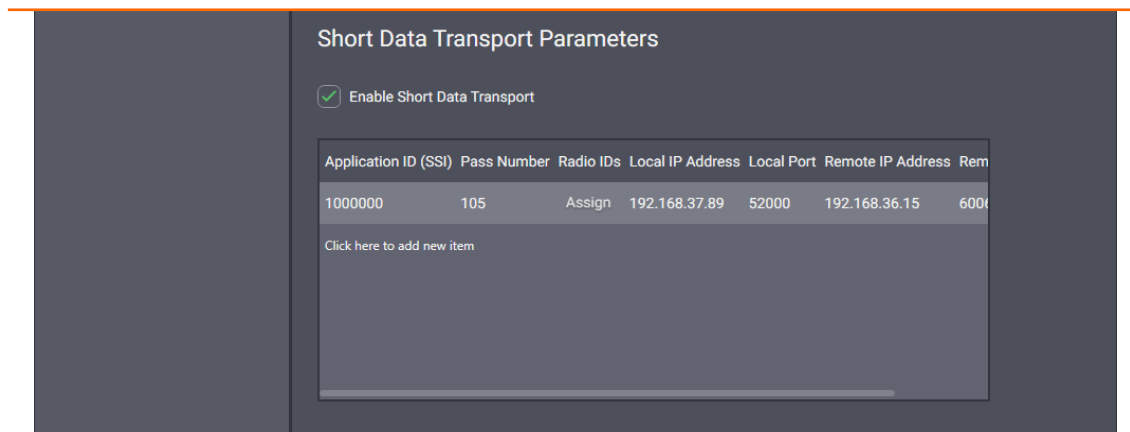 Short Data Transport Parameters
Enable Short Data Transport
Application ID (SSI) Pass Number Radio IDs Local IP Address Local Port Remote IP Address Rem
1000000 105 Assign 192.168.37.89 52000 192.168.36.15
Click here to add new item